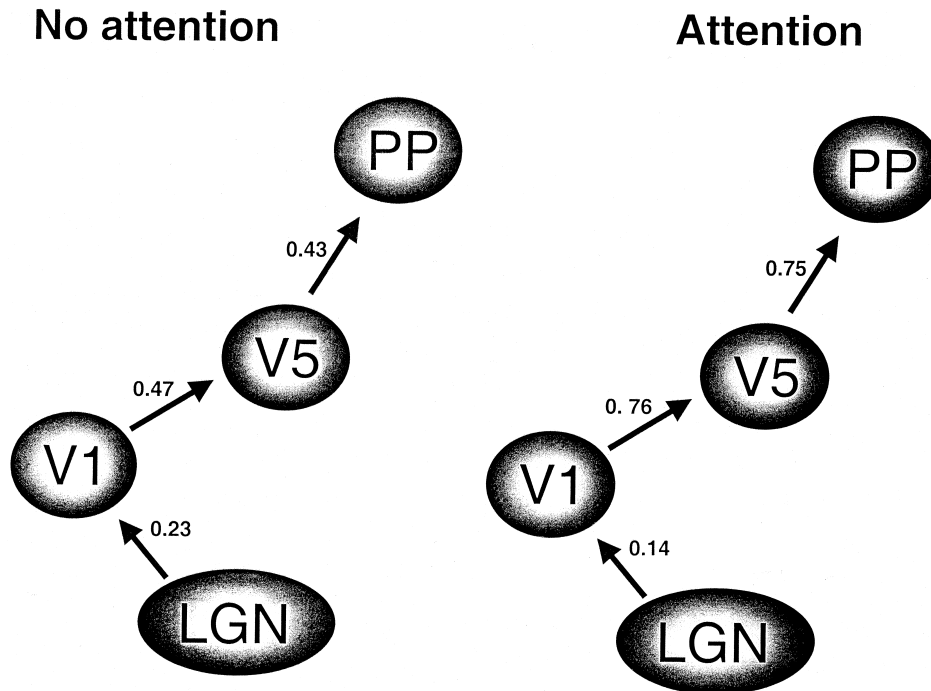 No attention
PP
0.43
V5
0.47
V1
0.23
LGN
Attention
PP
0.75
V5
0. 76
V1
0.14
LGN